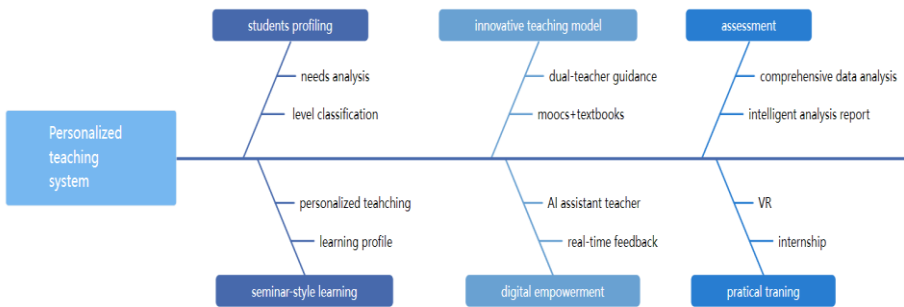 students profiling
innovative teaching model
assessment
needs analysis
dual-teacher guidance
comprehensive data analysis
level classification
moocs+textbooks
intelligent analysis report
Personalized
teaching
system
personalized teahching
AI assistant teacher
VR
learning profile
real-time feedback
internship
seminar-style learning
digital empowerment
pratical traning